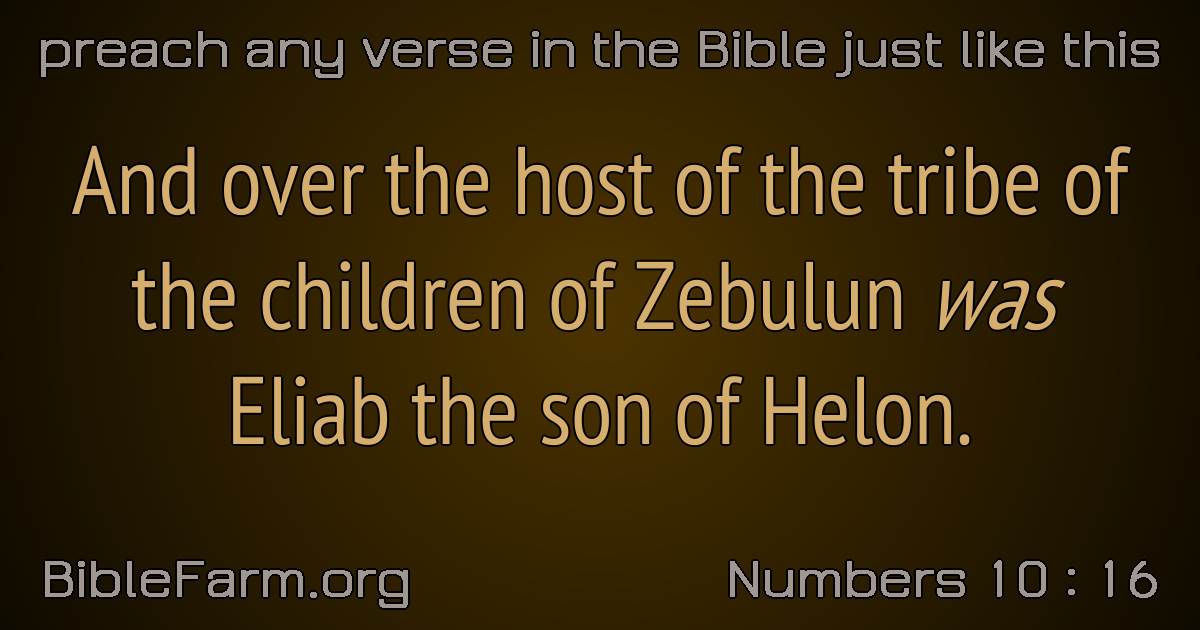 preach any verse in the Bible just like this
And over the host of the tribe of
the children of Zebulun was
Eliab the son of Helon.
BibleFarm.org
Numbers 10 : 16